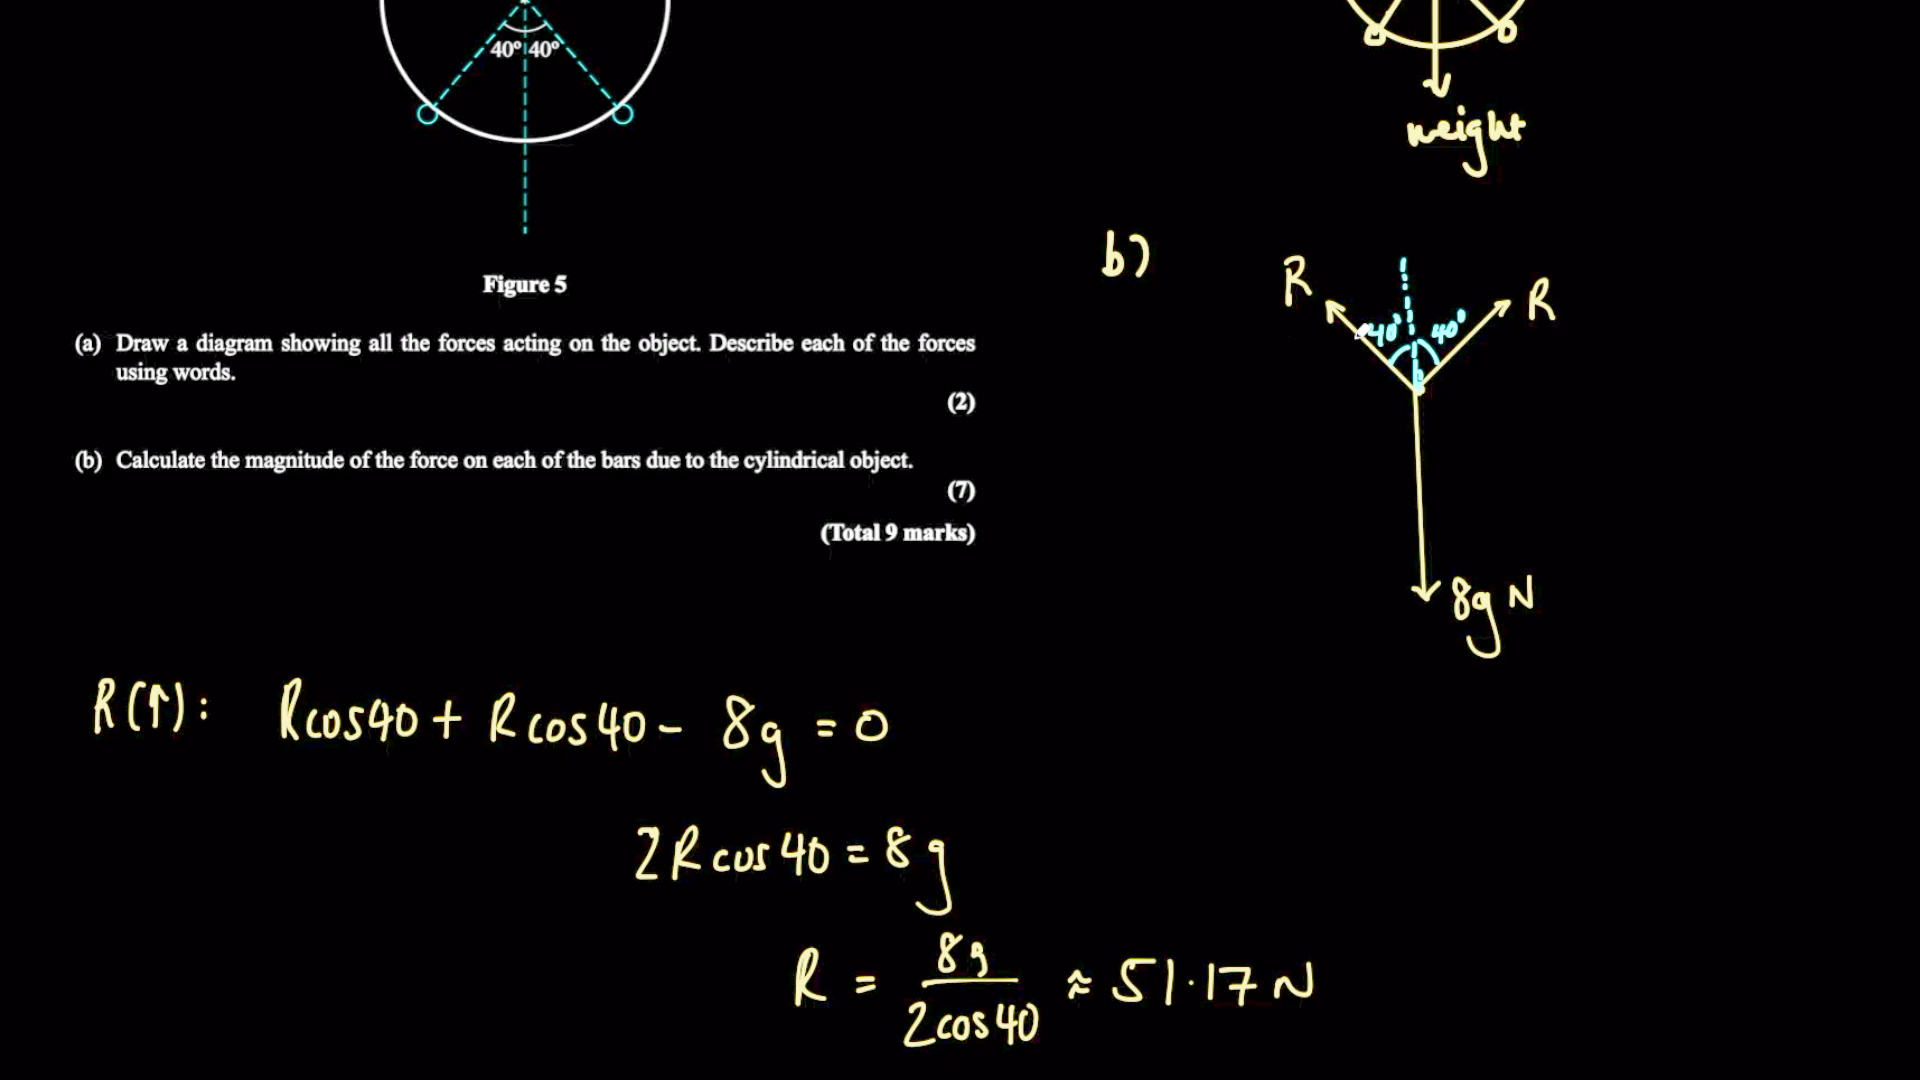 40° 40°
weight
b)
R R
40° 40°
Figure 5
(a) Draw a diagram showing all the forces acting on the object. Describe each of the forces
using words.
(2)
(b) Calculate the magnitude of the force on each of the bars due to the cylindrical object.
(7)
(Total 9 marks)
8g N
R(↑): Rcos40 + Rcos40 - 8g = 0
2Rcos40 = 8g
R = 8g / 2cos40 ≈ 51.17 N